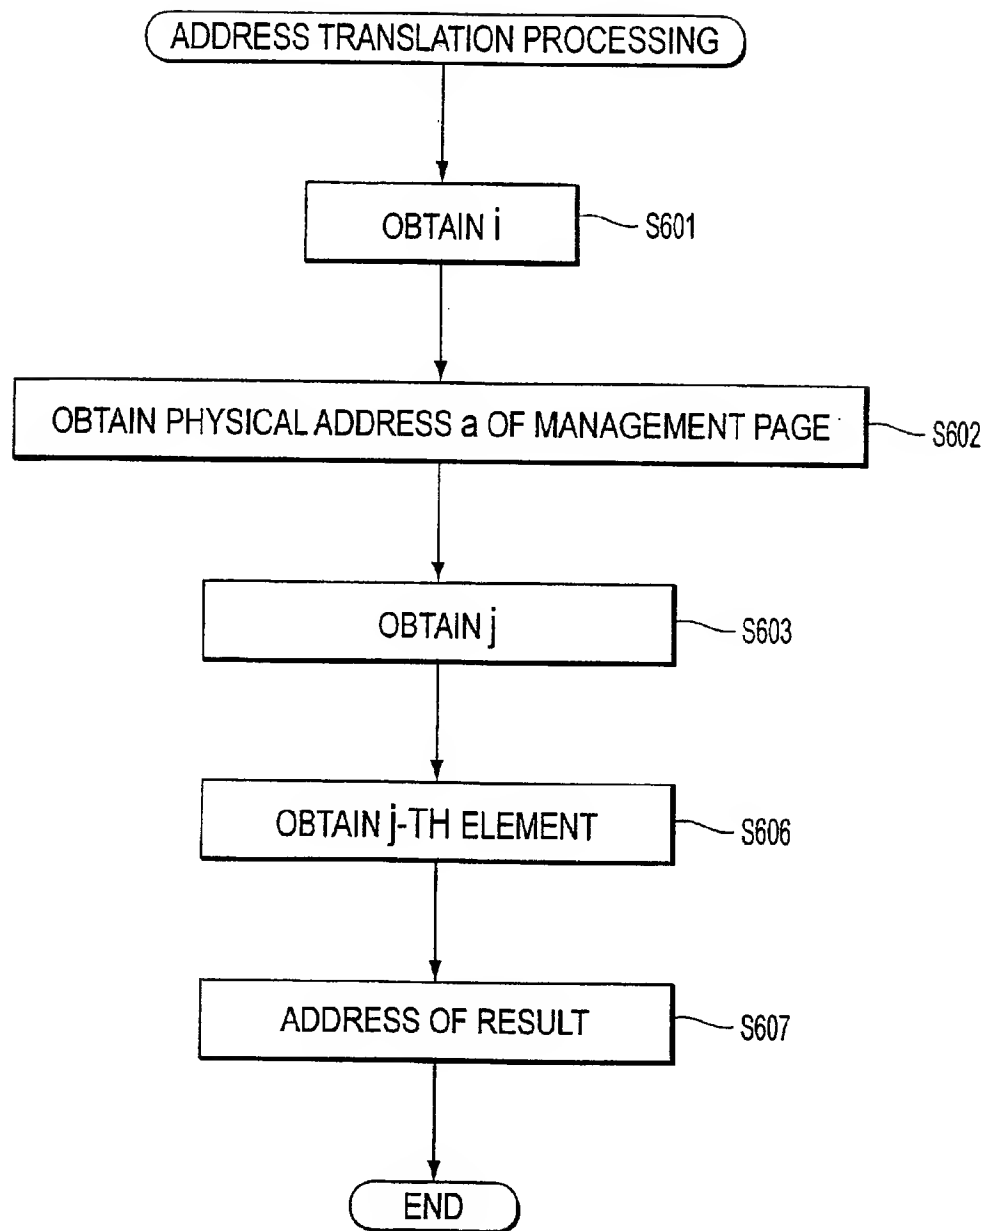 ADDRESS TRANSLATION PROCESSING
OBTAIN i
S601
OBTAIN PHYSICAL ADDRESS a OF MANAGEMENT PAGE
S602
OBTAIN j
S603
OBTAIN j-TH ELEMENT
S606
ADDRESS OF RESULT
S607
END